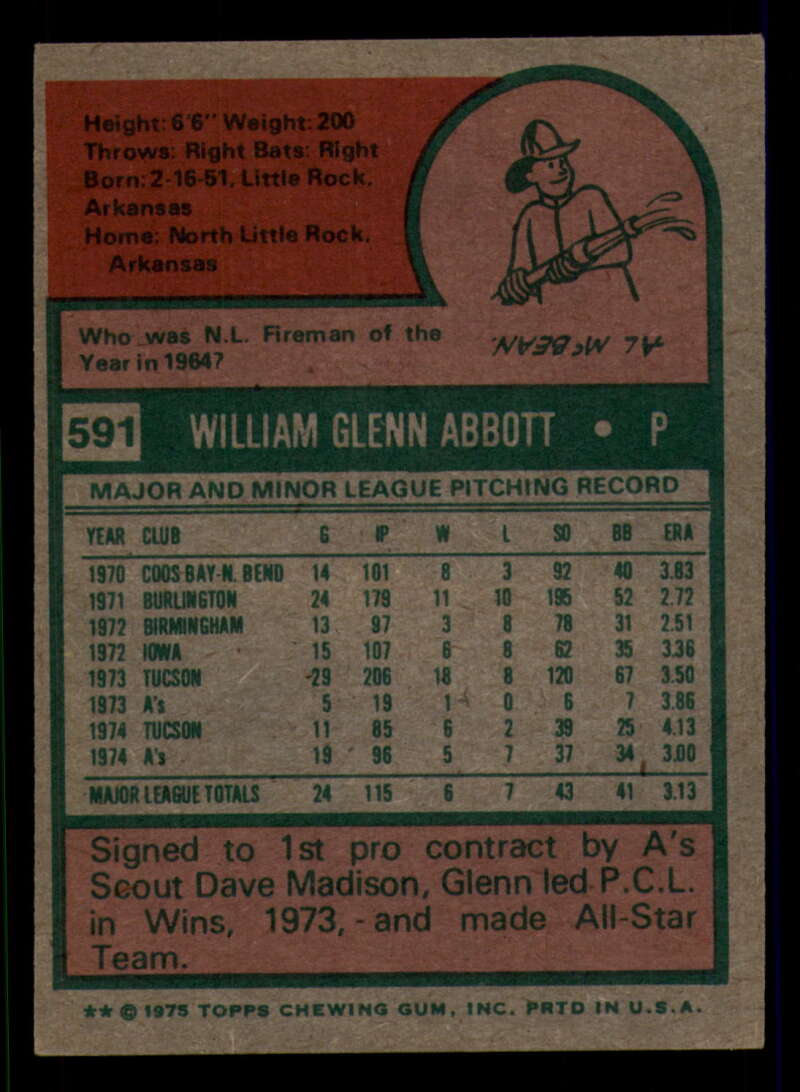 Height: 6'6" Weight: 200
Throws: Right Bats: Right
Born: 2-16-51, Little Rock,
Arkansas
Home: North Little Rock,
Arkansas
Who was N.L. Fireman of the
Year in 1964?
AL McBEAN.
591 WILLIAM GLENN ABBOTT • P
MAJOR AND MINOR LEAGUE PITCHING RECORD
YEAR CLUB G IP W L SO BB ERA
1970 COOS BAY-N. BEND 14 101 8 3 92 40 3.83
1971 BURLINGTON 24 179 11 10 195 52 2.72
1972 BIRMINGHAM 13 97 3 8 78 31 2.51
1972 IOWA 15 107 6 8 62 35 3.36
1973 TUCSON 29 206 18 8 120 67 3.50
1973 A's 5 19 1 0 6 7 3.86
1974 TUCSON 11 85 6 2 39 25 4.13
1974 A's 19 96 5 7 37 34 3.00
MAJOR LEAGUE TOTALS 24 115 6 7 43 41 3.13
Signed to 1st pro contract by A's
Scout Dave Madison, Glenn led P.C.L.
in Wins, 1973, and made All-Star
Team.
** © 1975 TOPPS CHEWING GUM, INC. PRTD IN U.S.A.